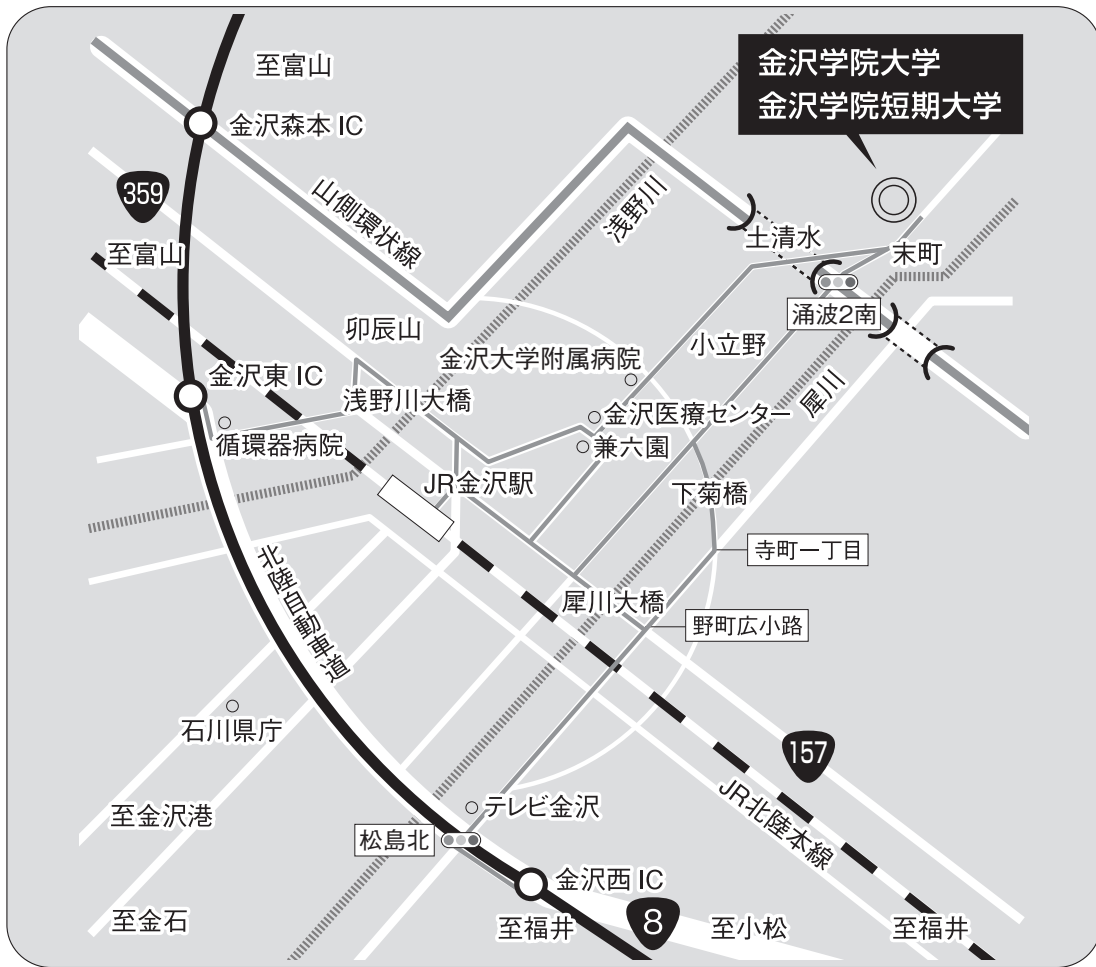 金沢学院大学
金沢学院短期大学
至富山
金沢森本 IC
359
山側環状線
浅野川
至富山
土清水
末町
涌波2南
卯辰山
小立野
金沢大学附属病院
犀川
金沢東 IC
浅野川大橋
金沢医療センター
循環器病院
兼六園
JR金沢駅
下菊橋
寺町一丁目
北陸自動車道
犀川大橋
野町広小路
石川県庁
157
JR北陸本線
テレビ金沢
至金沢港
松島北
金沢西 IC
至金石
至福井
8
至小松
至福井